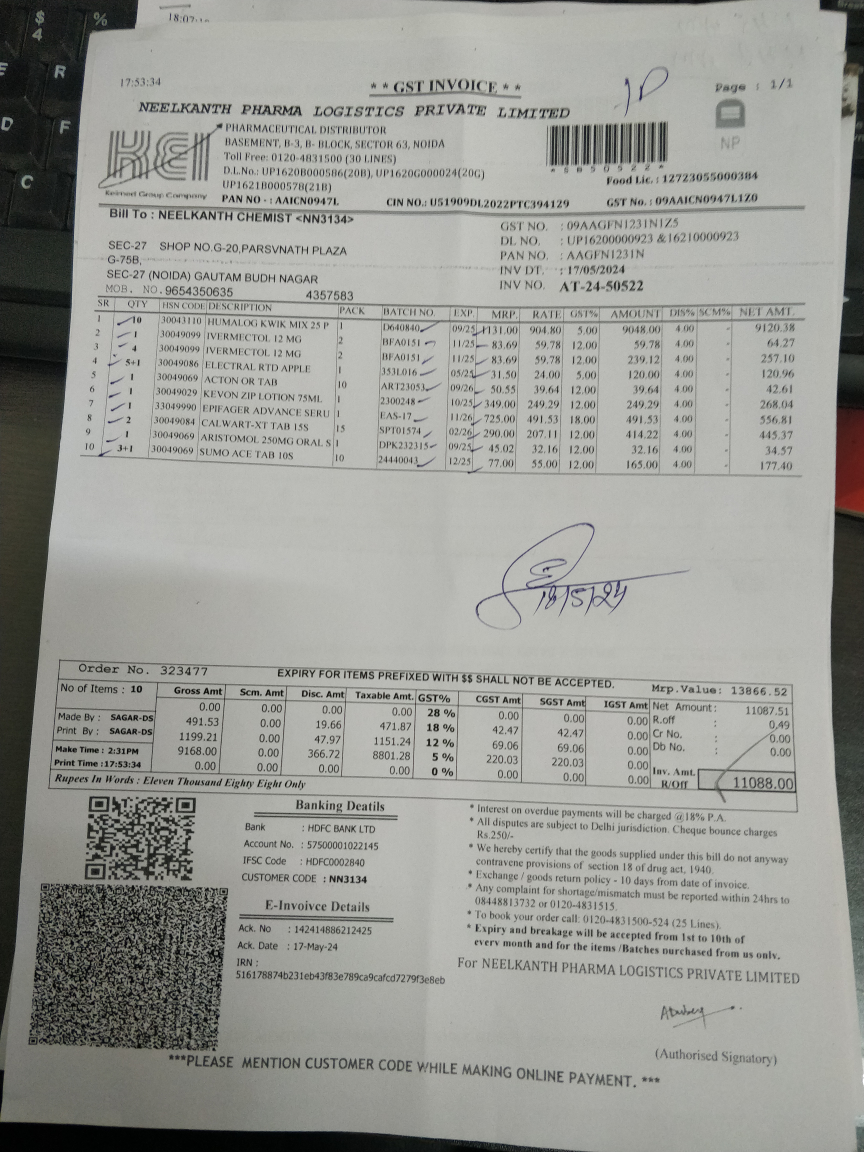 17:53:34
* * GST INVOICE * *
Page : 1/1
NEELKANTH PHARMA LOGISTICS PRIVATE LIMITED
KEI
Keimed Group Company
PHARMACEUTICAL DISTRIBUTOR
BASEMENT, B-3, B- BLOCK, SECTOR 63, NOIDA
Toll Free: 0120-4831500 (30 LINES)
D.L.No.: UP1620B000586(20B), UP1620G000024(20G)
UP1621B000578(21B)
PAN NO - : AAICN0947L
CIN NO.: U51909DL2022PTC394129
*5850522*
D
NP
Food Lic. : 12723055000384
GST No. : 09AAICN0947L1Z0
Bill To : NEELKANTH CHEMIST <NN3134>
SEC-27 SHOP NO.G-20,PARSVNATH PLAZA
G-75B,
SEC-27 (NOIDA) GAUTAM BUDH NAGAR
MOB. NO. 9654350635 4357583
GST NO. : 09AAGFN1231N1Z5
DL NO. : UP16200000923 &16210000923
PAN NO. : AAGFN1231N
INV DT. : 17/05/2024
INV NO. AT-24-50522
SR QTY HSN CODE DESCRIPTION PACK BATCH NO. EXP. MRP. RATE GST% AMOUNT DIS% SCM% NET AMT.
1 10 30043110 HUMALOG KWIK MIX 25 P 1 D640840 09/25 1131.00 904.80 5.00 9048.00 4.00 - 9120.38
2 1 30049099 IVERMECTOL 12 MG 2 BFA0151 11/25 83.69 59.78 12.00 59.78 4.00 - 64.27
3 4 30049099 IVERMECTOL 12 MG 2 BFA0151 11/25 83.69 59.78 12.00 239.12 4.00 - 257.10
4 5+1 30049086 ELECTRAL RTD APPLE 1 353L016 05/25 31.50 24.00 5.00 120.00 4.00 - 120.96
5 1 30049069 ACTON OR TAB 10 ART23053 09/26 50.55 39.64 12.00 39.64 4.00 - 42.61
6 1 30049029 KEVON ZIP LOTION 75ML 1 2300248 10/25 349.00 249.29 12.00 249.29 4.00 - 268.04
7 1 33049990 EPIFAGER ADVANCE SERU 1 EAS-17 11/26 725.00 491.53 18.00 491.53 4.00 - 556.81
8 2 30049084 CALWART-XT TAB 15S 15 SPT01574 02/26 290.00 207.11 12.00 414.22 4.00 - 445.37
9 1 30049069 ARISTOMOL 250MG ORAL S 1 DPK232315 09/25 45.02 32.16 12.00 32.16 4.00 - 34.57
10 3+1 30049069 SUMO ACE TAB 10S 10 24440043 12/25 77.00 55.00 12.00 165.00 4.00 - 177.40
18/5/24
Order No. 323477 EXPIRY FOR ITEMS PREFIXED WITH $$ SHALL NOT BE ACCEPTED. Mrp.Value: 13866.52
No of Items : 10
Made By : SAGAR-DS
Print By : SAGAR-DS
Make Time : 2:31PM
Print Time :17:53:34
Gross Amt Scm. Amt Disc. Amt Taxable Amt. GST% CGST Amt SGST Amt IGST Amt
0.00 0.00 0.00 0.00 28 % 0.00 0.00 0.00
491.53 0.00 19.66 471.87 18 % 42.47 42.47 0.00
1199.21 0.00 47.97 1151.24 12 % 69.06 69.06 0.00
9168.00 0.00 366.72 8801.28 5 % 220.03 220.03 0.00
0.00 0.00 0.00 0.00 0 % 0.00 0.00 0.00
Net Amount: 11087.51
R.off : 0.49
Cr No. : 0.00
Db No. : 0.00
Inv. Amt. R/Off 11088.00
Rupees In Words : Eleven Thousand Eighty Eight Only
Banking Deatils
Bank : HDFC BANK LTD
Account No. : 57500001022145
IFSC Code : HDFC0002840
CUSTOMER CODE : NN3134
E-Invoivce Details
Ack. No : 142414886212425
Ack. Date : 17-May-24
IRN :
516178874b231eb43f83e789ca9cafcd7279f3e8eb
* Interest on overdue payments will be charged @18% P.A.
* All disputes are subject to Delhi jurisdiction. Cheque bounce charges
Rs.250/-
* We hereby certify that the goods supplied under this bill do not anyway
contravene provisions of section 18 of drug act, 1940.
* Exchange / goods return policy - 10 days from date of invoice.
* Any complaint for shortage/mismatch must be reported within 24hrs to
08448813732 or 0120-4831515.
* To book your order call: 0120-4831500-524 (25 Lines).
* Expiry and breakage will be accepted from 1st to 10th of
every month and for the items /Batches purchased from us only.
For NEELKANTH PHARMA LOGISTICS PRIVATE LIMITED
(Authorised Signatory)
***PLEASE MENTION CUSTOMER CODE WHILE MAKING ONLINE PAYMENT. ***